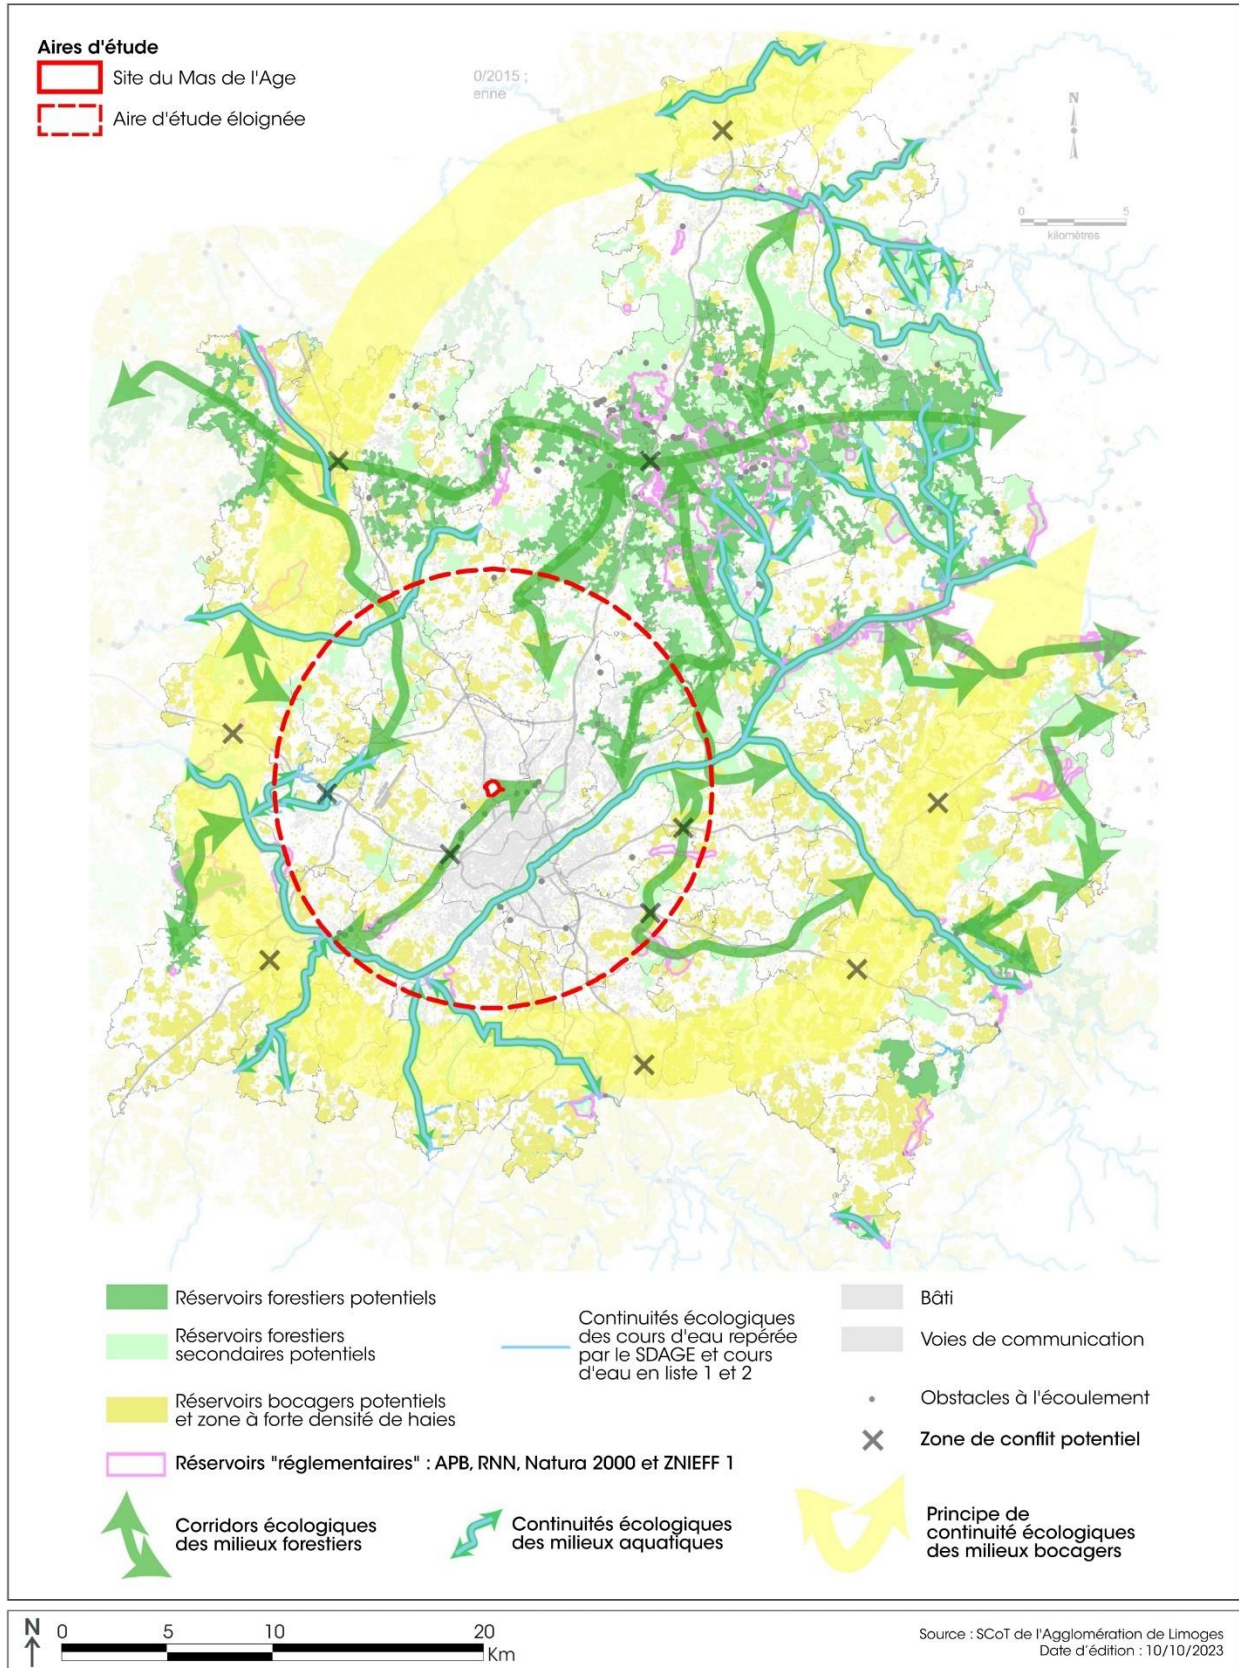 Aires d'étude
Site du Mas de l'Age
Aire d'étude éloignée
0/2015 ;
enne
N
0 5
kilomètres
Réservoirs forestiers potentiels
Réservoirs forestiers
secondaires potentiels
Réservoirs bocagers potentiels
et zone à forte densité de haies
Réservoirs "réglementaires" : APB, RNN, Natura 2000 et ZNIEFF 1
Continuités écologiques
des cours d'eau repérée
par le SDAGE et cours
d'eau en liste 1 et 2
Bâti
Voies de communication
Obstacles à l'écoulement
Zone de conflit potentiel
Corridors écologiques
des milieux forestiers
Continuités écologiques
des milieux aquatiques
Principe de
continuité écologiques
des milieux bocagers
N
0 5 10 20
Km
Source : SCoT de l'Agglomération de Limoges
Date d'édition : 10/10/2023